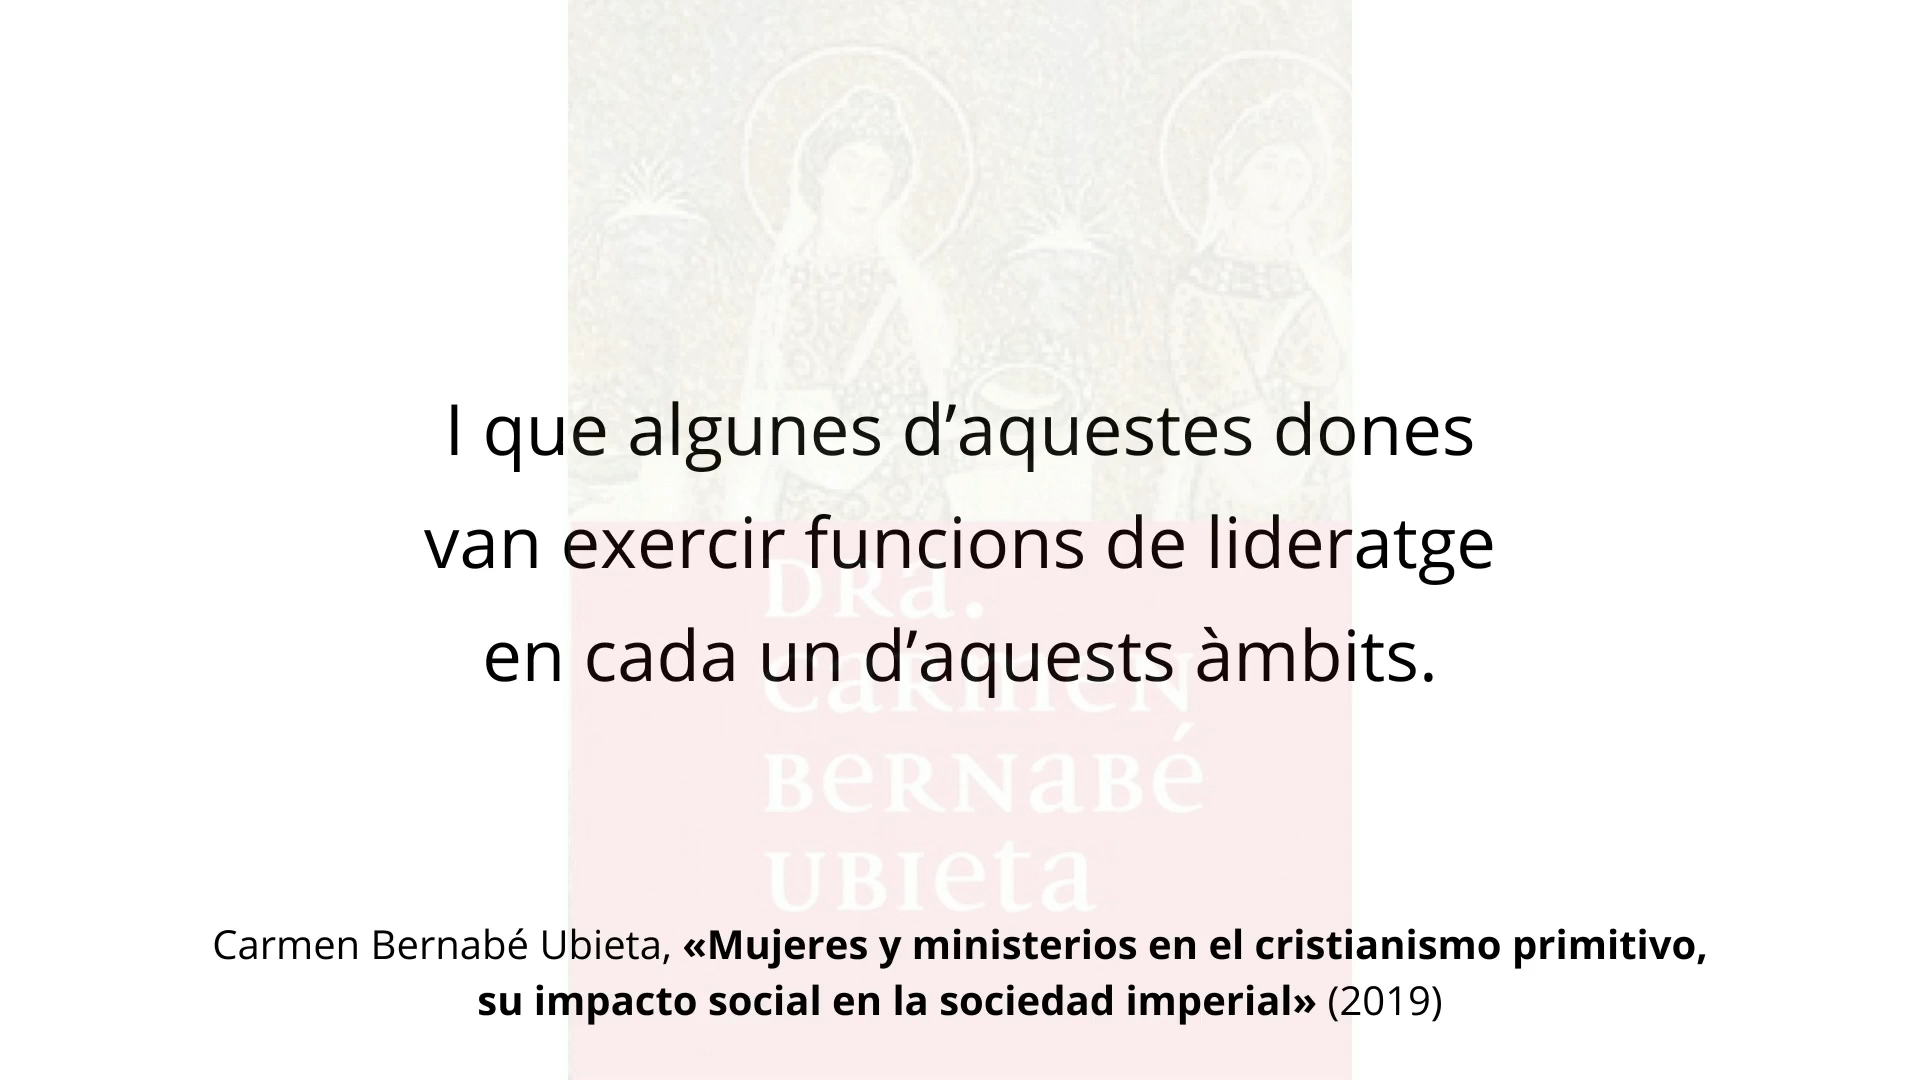 I que algunes d’aquestes dones
van exercir funcions de lideratge
en cada un d’aquests àmbits.
DRa.
CaRmeN
BeRNaBé
UBIeta
Carmen Bernabé Ubieta, «Mujeres y ministerios en el cristianismo primitivo,
su impacto social en la sociedad imperial» (2019)